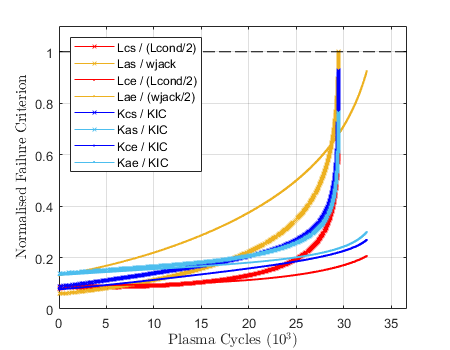 1
0.8
0.6
0.4
0.2
0
Normalised Failure Criterion
Lcs / (Lcond/2)
Las / wjack
Lce / (Lcond/2)
Lae / (wjack/2)
Kcs / KIC
Kas / KIC
Kce / KIC
Kae / KIC
0 5 10 15 20 25 30 35
Plasma Cycles (10³)